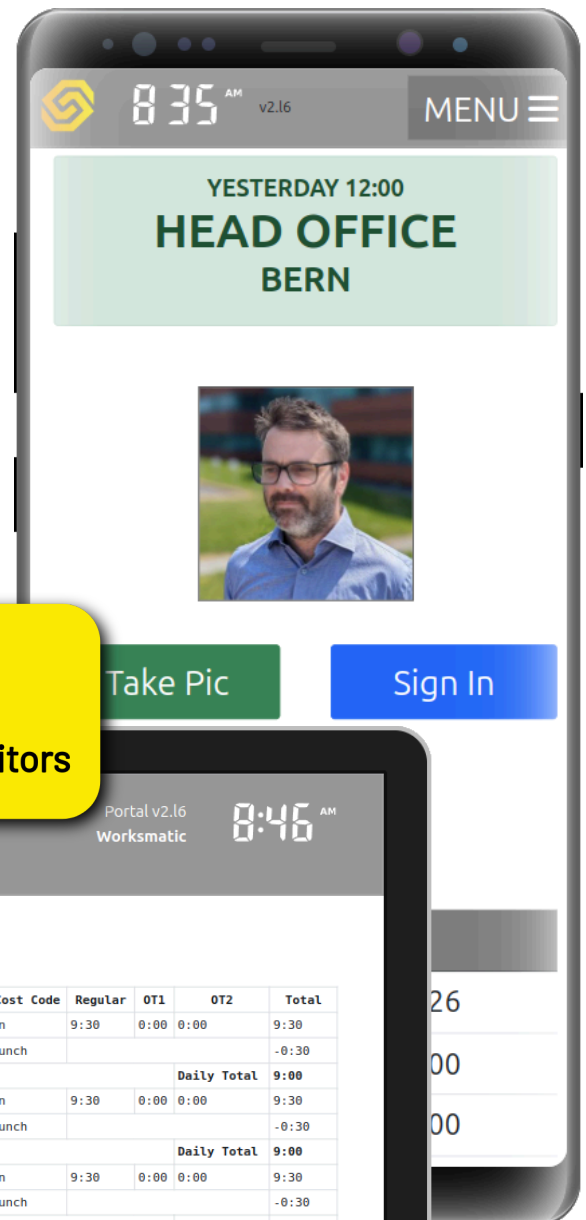 8 35 AM v2.l6 MENU
YESTERDAY 12:00
HEAD OFFICE
BERN
Take Pic Sign In
itors
Portal v2.l6
Worksmatic
8:46 AM
Cost Code Regular OT1 OT2 Total
n 9:30 0:00 0:00 9:30
unch -0:30
Daily Total 9:00
n 9:30 0:00 0:00 9:30
unch -0:30
Daily Total 9:00
n 9:30 0:00 0:00 9:30
unch -0:30
26
00
00